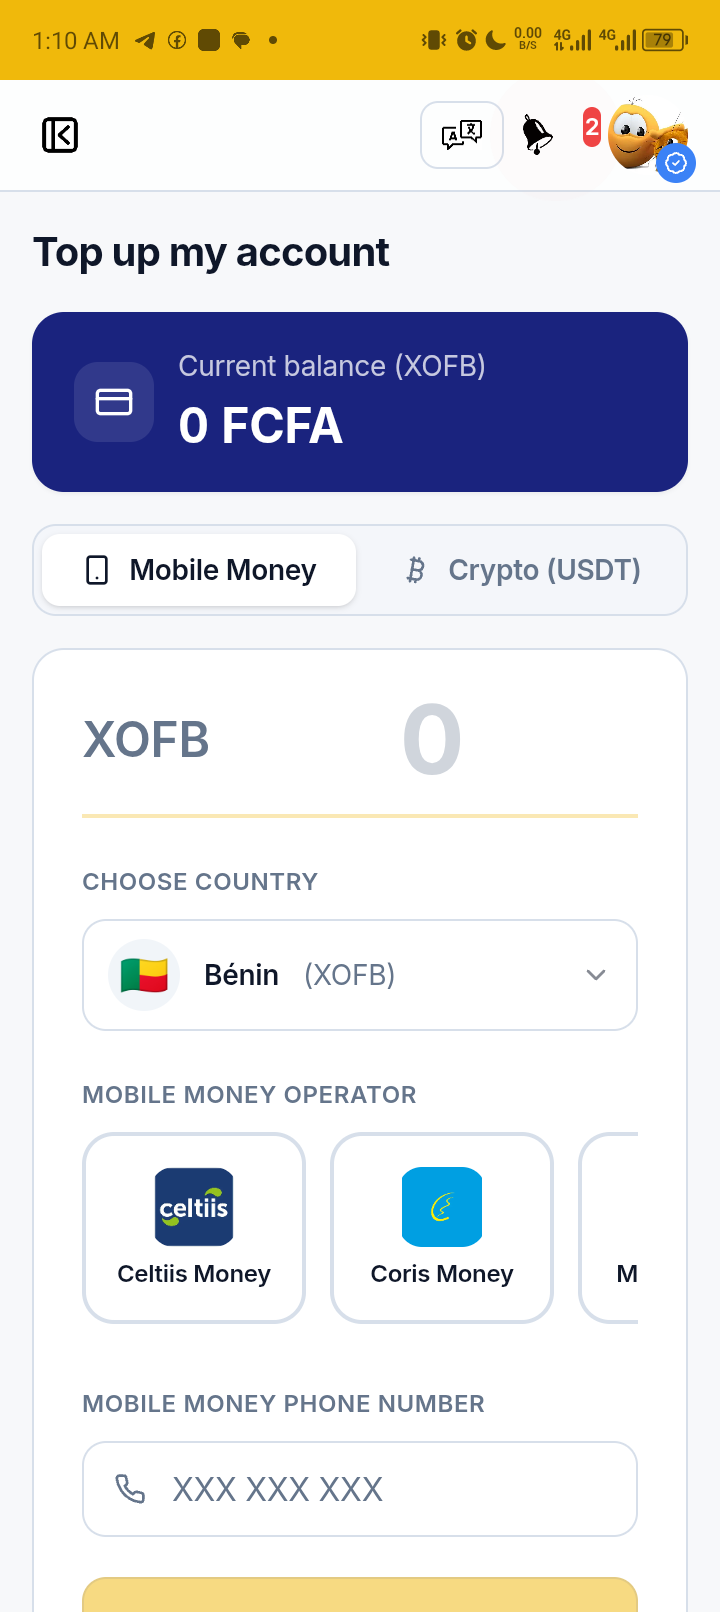 1:10 AM 0.00 B/S 4G 4G 79
A 文 2
Top up my account
Current balance (XOFB)
0 FCFA
Mobile Money Crypto (USDT)
XOFB 0
CHOOSE COUNTRY
Bénin (XOFB)
MOBILE MONEY OPERATOR
celtiis
Celtiis Money Coris Money M
MOBILE MONEY PHONE NUMBER
XXX XXX XXX